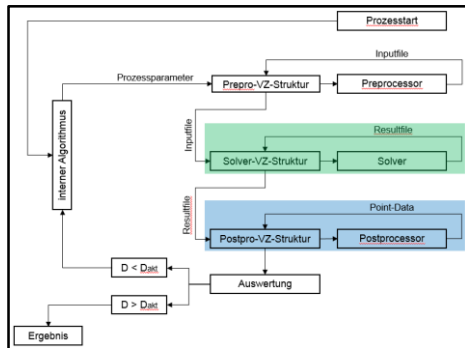 Prozesstart
Inputfile
Prozessparameter
Prepro-VZ-Struktur
Preprocessor
interner Algorithmus
Inputfile
Resultfile
Solver-VZ-Struktur
Solver
Resultfile
Point-Data
Postpro-VZ-Struktur
Postprocessor
D < Dakt
Auswertung
D > Dakt
Ergebnis